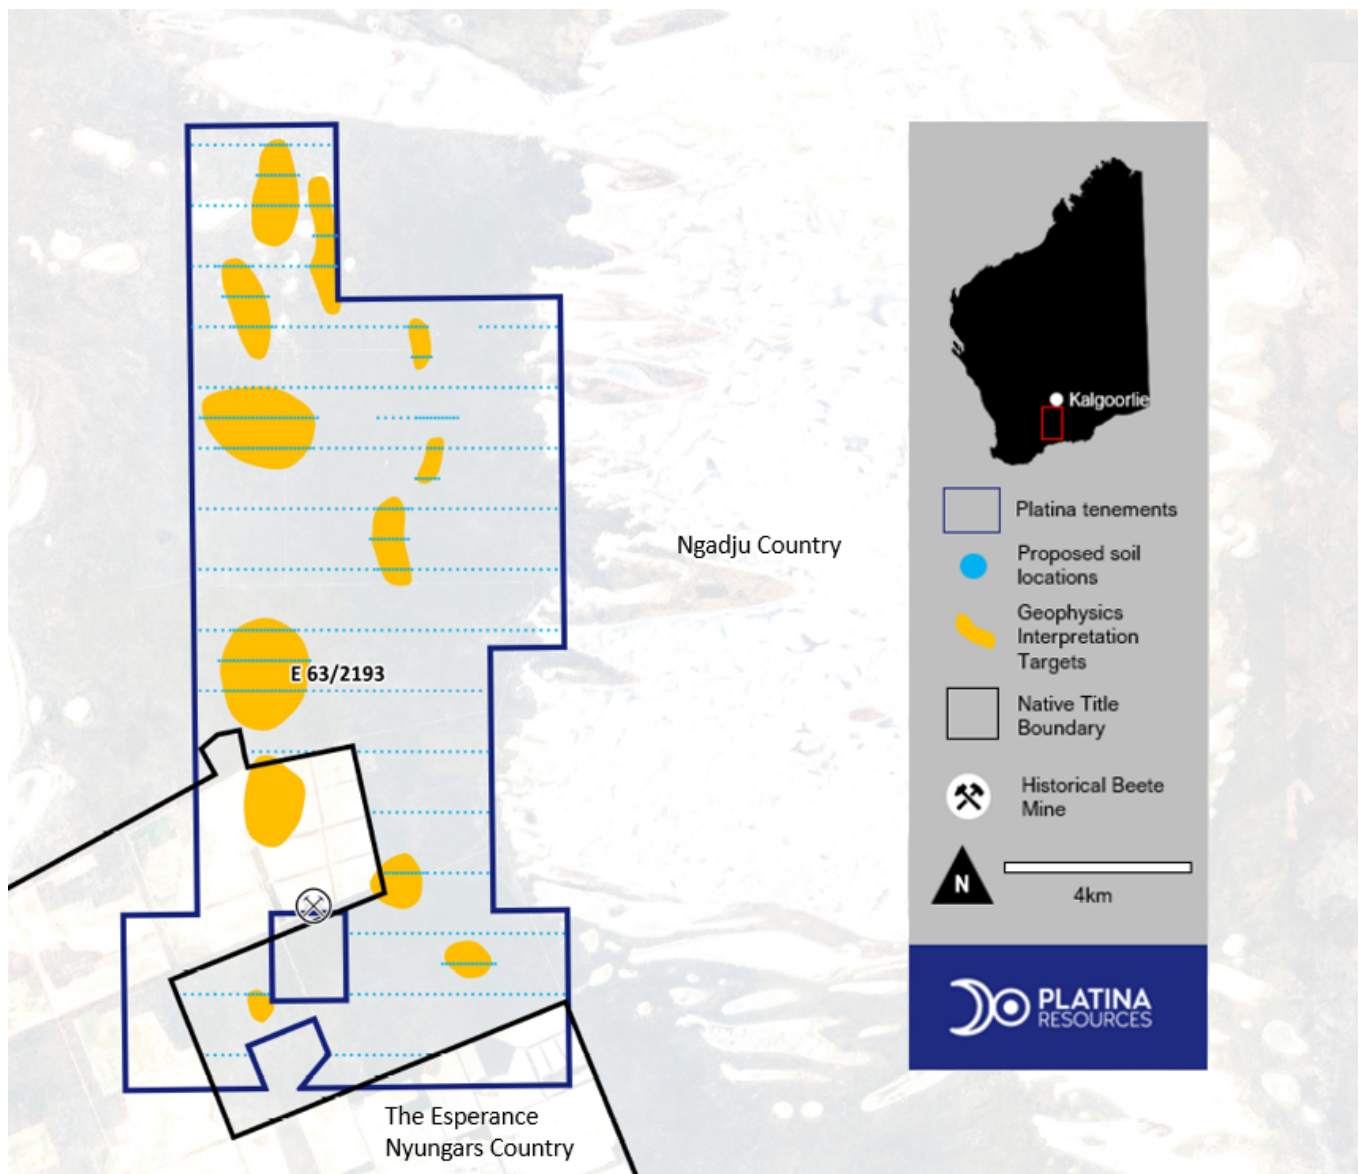 E 63/2193
Ngadju Country
The Esperance
Nyungars Country
Kalgoorlie
Platina tenements
Proposed soil
locations
Geophysics
Interpretation
Targets
Native Title
Boundary
Historical Beete
Mine
N
4km
PLATINA
RESOURCES